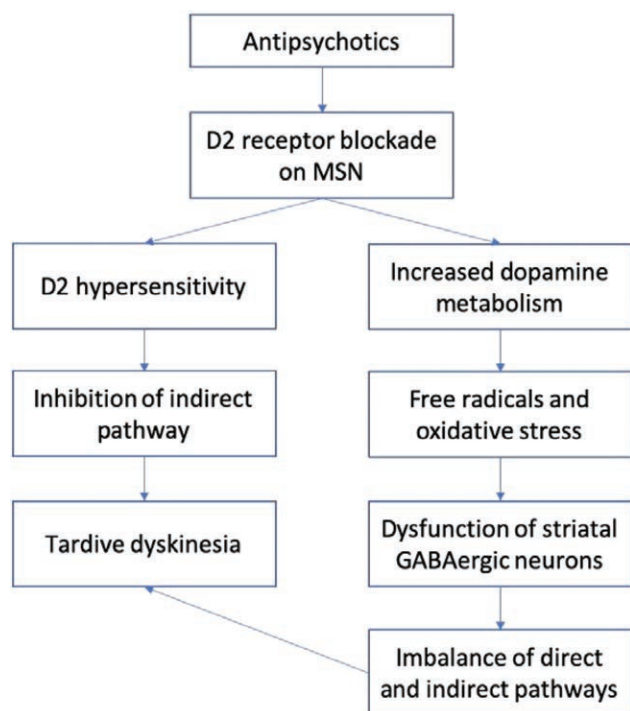 Antipsychotics
D2 receptor blockade
on MSN
D2 hypersensitivity
Increased dopamine
metabolism
Inhibition of indirect
pathway
Free radicals and
oxidative stress
Tardive dyskinesia
Dysfunction of striatal
GABAergic neurons
Imbalance of direct
and indirect pathways